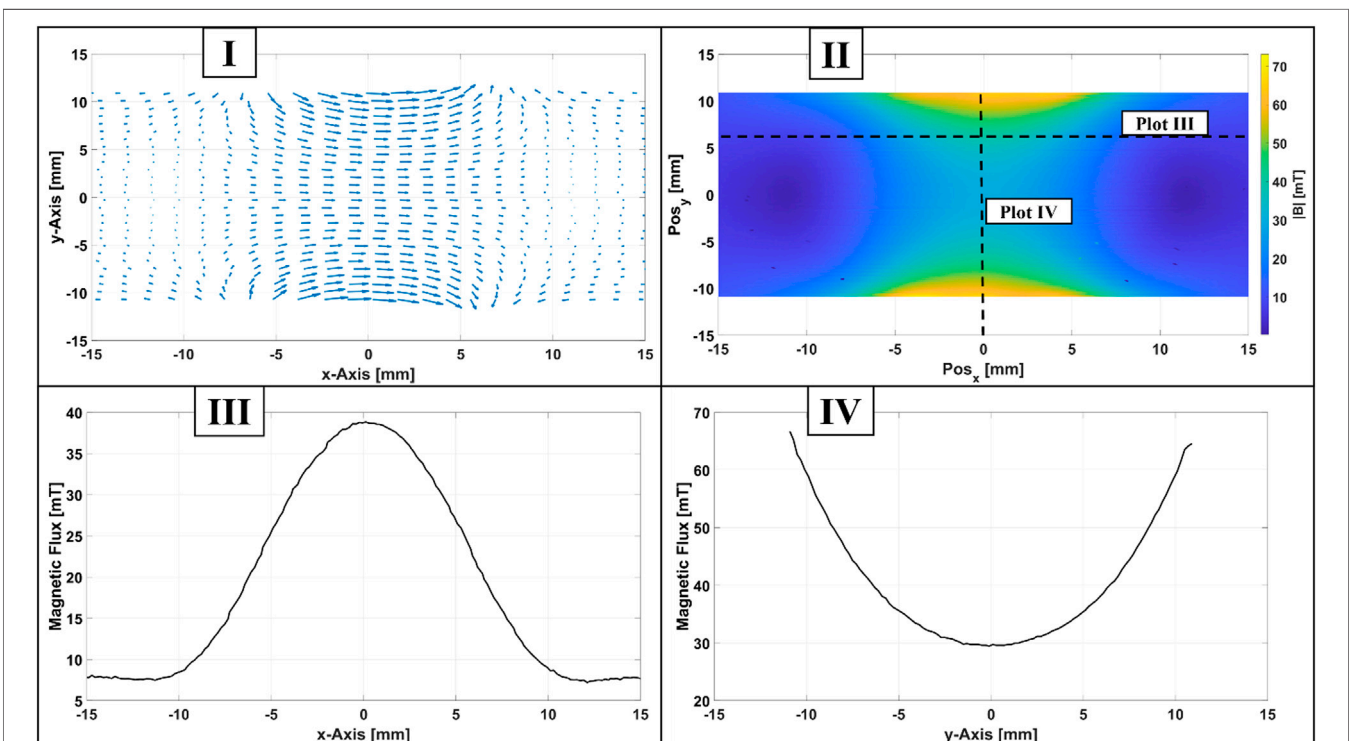 I
15
10
5
0
-5
-10
-15
y-Axis [mm]
-15 -10 -5 0 5 10 15
x-Axis [mm]
II
15
10
5
0
-5
-10
-15
Pos_y [mm]
Plot III
Plot IV
-15 -10 -5 0 5 10 15
Pos_x [mm]
70
60
50
40
30
20
10
|B| [mT]
III
40
35
30
25
20
15
10
5
Magnetic Flux [mT]
-15 -10 -5 0 5 10 15
x-Axis [mm]
IV
70
60
50
40
30
20
Magnetic Flux [mT]
-15 -10 -5 0 5 10 15
y-Axis [mm]